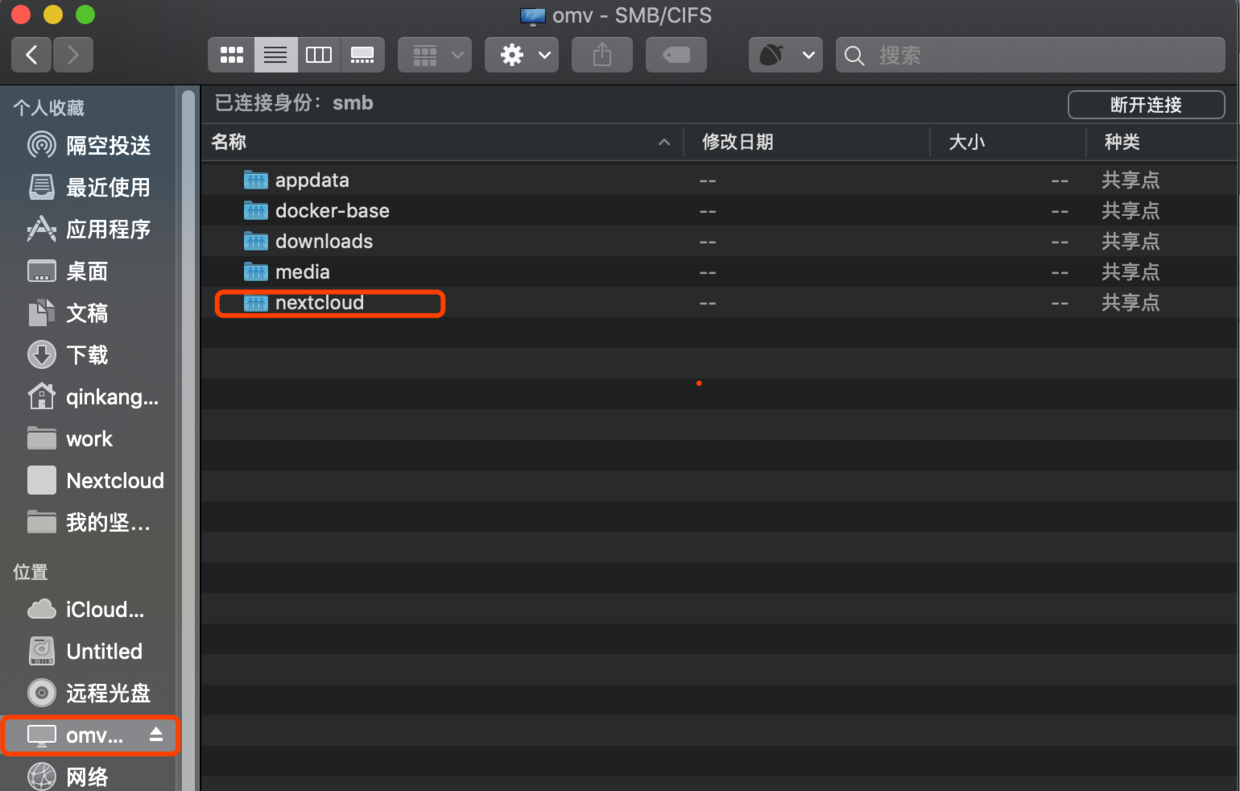 omv - SMB/CIFS
搜索
个人收藏
隔空投送
最近使用
应用程序
桌面
文稿
下载
qinkang...
work
Nextcloud
我的坚...
位置
iCloud...
Untitled
远程光盘
omv...
网络
已连接身份: smb
断开连接
名称 修改日期 大小 种类
appdata -- -- 共享点
docker-base -- -- 共享点
downloads -- -- 共享点
media -- -- 共享点
nextcloud -- -- 共享点